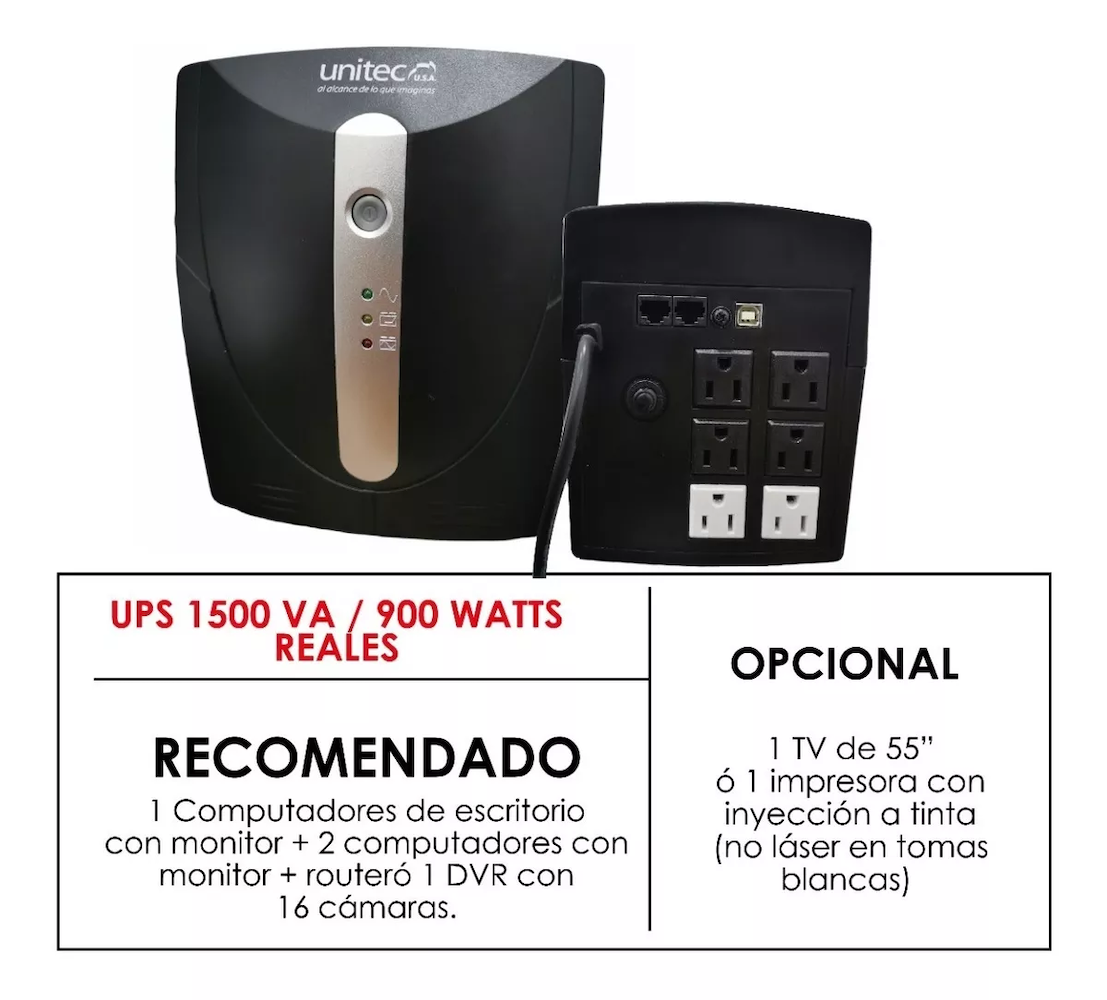 unitec U.S.A.
al alcance de lo que imaginas
UPS 1500 VA / 900 WATTS
REALES
RECOMENDADO
1 Computadores de escritorio
con monitor + 2 computadores con
monitor + routeró 1 DVR con
16 cámaras.
OPCIONAL
1 TV de 55”
ó 1 impresora con
inyección a tinta
(no láser en tomas
blancas)